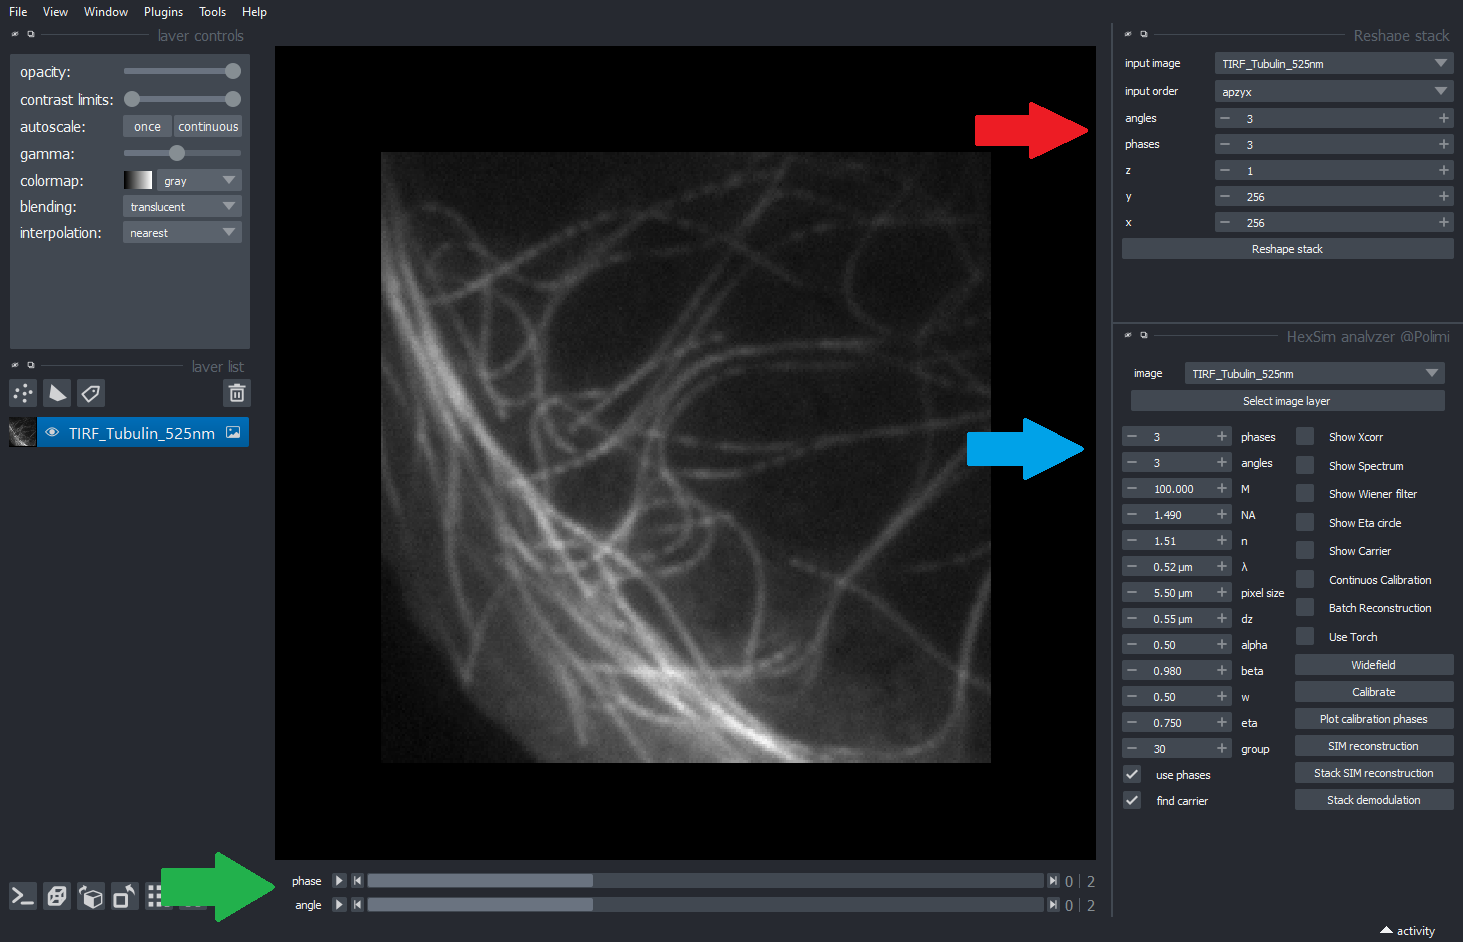 File View Window Plugins Tools Help
layer controls
opacity:
contrast limits:
autoscale: once continuous
gamma:
colormap: gray
blending: translucent
interpolation: nearest
layer list
TIRF_Tubulin_525nm
phase 0 | 2
angle 0 | 2
Reshape stack
input image TIRF_Tubulin_525nm
input order apzyx
angles 3
phases 3
z 1
y 256
x 256
Reshape stack
HexSim analyzer @Polimi
image TIRF_Tubulin_525nm
Select image layer
3 phases
3 angles
100.000 M
1.490 NA
1.51 n
0.52 µm λ
5.50 µm pixel size
0.55 µm dz
0.50 alpha
0.980 beta
0.50 w
0.750 eta
30 group
use phases
find carrier
Show Xcorr
Show Spectrum
Show Wiener filter
Show Eta circle
Show Carrier
Continuos Calibration
Batch Reconstruction
Use Torch
Widefield
Calibrate
Plot calibration phases
SIM reconstruction
Stack SIM reconstruction
Stack demodulation
activity